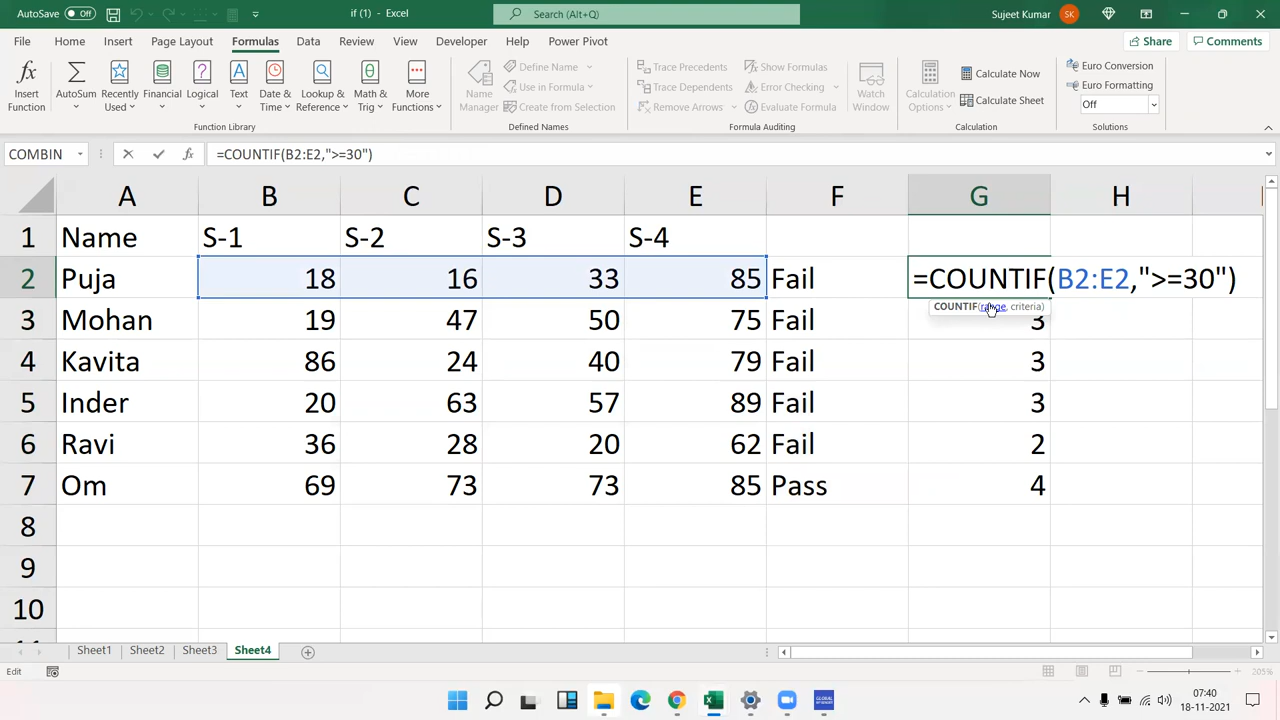 AutoSave Off if (1) - Excel Search (Alt+Q) Sujeet Kumar SK
File Home Insert Page Layout Formulas Data Review View Developer Help Power Pivot Share Comments
Insert Function
AutoSum
Recently Used
Financial
Logical
Text
Date & Time
Lookup & Reference
Math & Trig
More Functions
Function Library
Name Manager
Define Name
Use in Formula
Create from Selection
Defined Names
Trace Precedents
Trace Dependents
Remove Arrows
Show Formulas
Error Checking
Evaluate Formula
Formula Auditing
Watch Window
Calculation Options
Calculate Now
Calculate Sheet
Calculation
Euro Conversion
Euro Formatting
Off
Solutions
COMBIN fx =COUNTIF(B2:E2,">=30")
A B C D E F G H
1 Name S-1 S-2 S-3 S-4
2 Puja 18 16 33 85 Fail =COUNTIF(B2:E2,">=30")
COUNTIF(range, criteria)
3 Mohan 19 47 50 75 Fail 3
4 Kavita 86 24 40 79 Fail 3
5 Inder 20 63 57 89 Fail 3
6 Ravi 36 28 20 62 Fail 2
7 Om 69 73 73 85 Pass 4
8
9
10
Sheet1 Sheet2 Sheet3 Sheet4
Edit 205%
07:40
18-11-2021